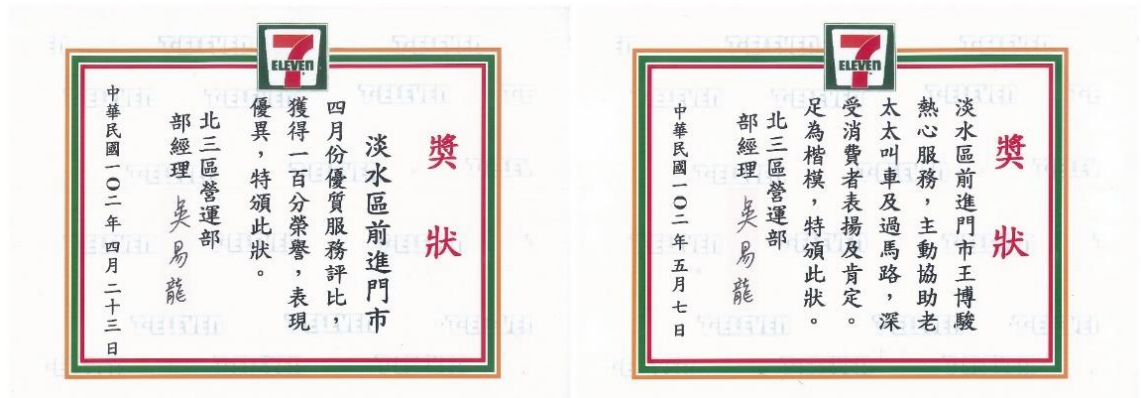 7
ELEVEN
獎狀
淡水區前進門市
四月份優質服務評比，
獲得一百分榮譽，表現
優異，特頒此狀。
北三區營運部
部經理 吳易龍
中華民國一〇二年四月二十三日
7
ELEVEN
獎狀
淡水區前進門市王博駿
熱心服務，主動協助老
太太叫車及過馬路，深
受消費者表揚及肯定。
足為楷模，特頒此狀。
北三區營運部
部經理 吳易龍
中華民國一〇二年五月七日